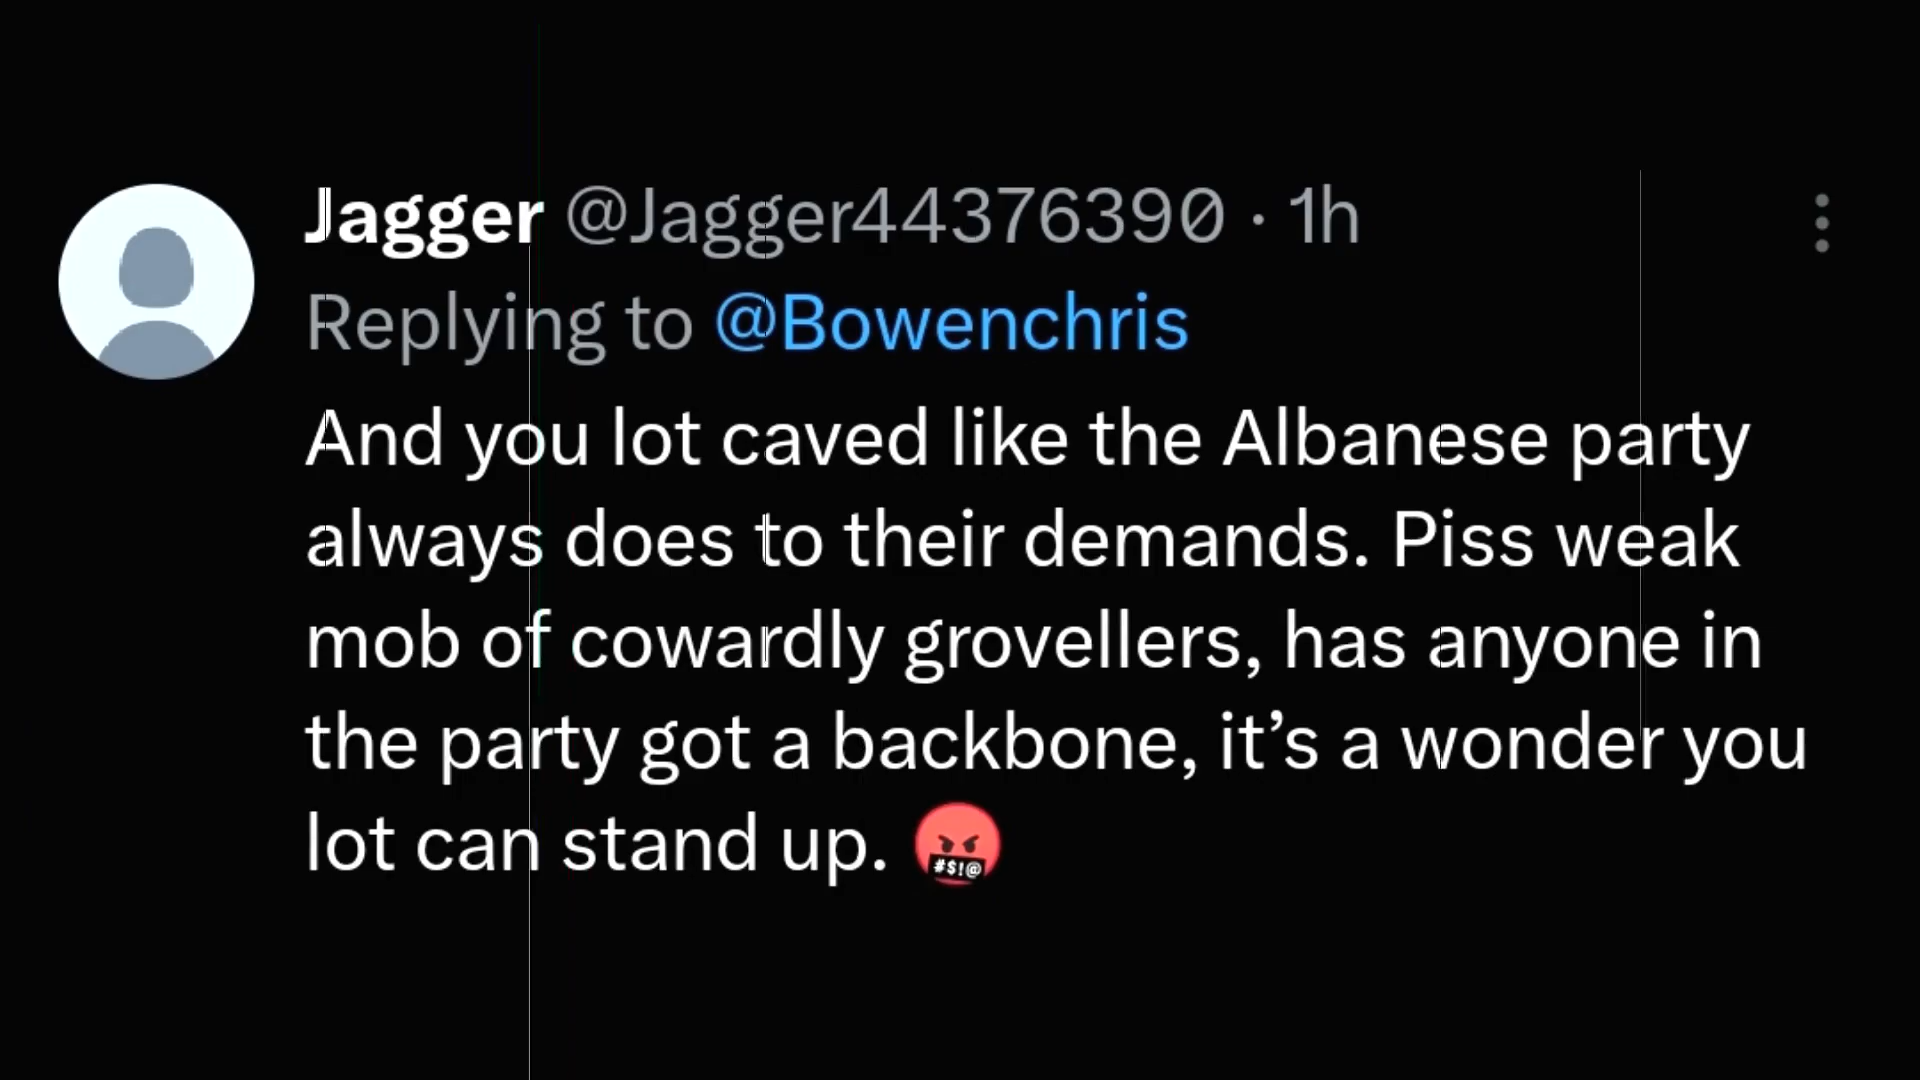 Jagger @Jagger44376390 · 1h
Replying to @Bowenchris
And you lot caved like the Albanese party
always does to their demands. Piss weak
mob of cowardly grovellers, has anyone in
the party got a backbone, it’s a wonder you
lot can stand up. 🤬
#$!@